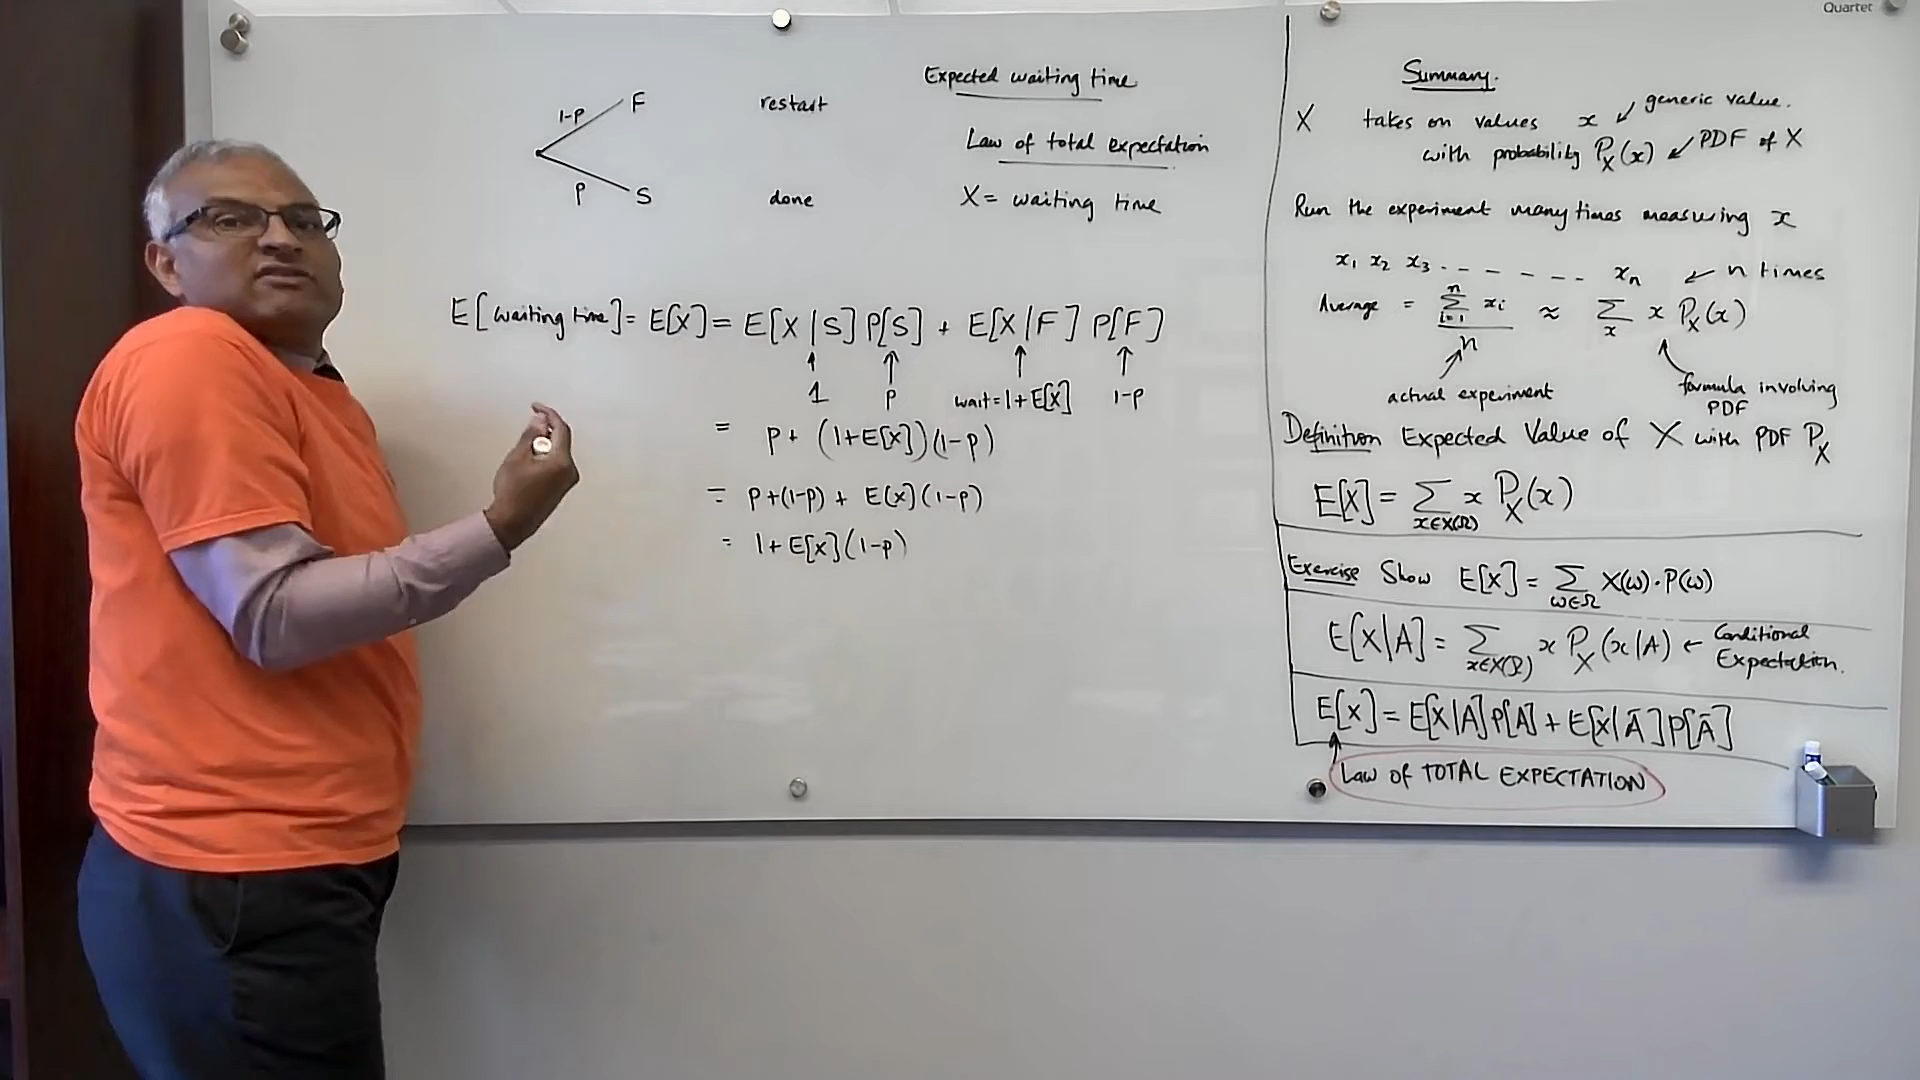 Quartet
1-p F restart
p S done
Expected waiting time
Law of total expectation
X = waiting time
E[waiting time] = E[X] = E[X|S]P[S] + E[X|F] P[F]
↑ ↑ ↑ ↑
1 p wait=1+E[X] 1-p
= p + (1+E[X])(1-p)
= p+(1-p) + E[X](1-p)
= 1+E[X](1-p)
Summary.
X takes on values x ↙ generic value.
with probability P_X(x) ↙ PDF of X
Run the experiment many times measuring x
x₁ x₂ x₃ . - - - - - - xₙ ← n times
Average = ∑_{i=1}^{n} xᵢ / n ≈ ∑_x x P_X(x)
actual experiment
formula involving
PDF
Definition Expected Value of X with PDF P_X
E[X] = ∑_{x∈X(Ω)} x P_X(x)
Exercise Show E[X] = ∑_{ω∈Ω} X(ω)·P(ω)
E[X|A] = ∑_{x∈X(Ω)} x P_X(x|A) ← Conditional
Expectation.
E[X] = E[X|A]P[A] + E[X|Ā]P[Ā]
↑
Law of TOTAL EXPECTATION